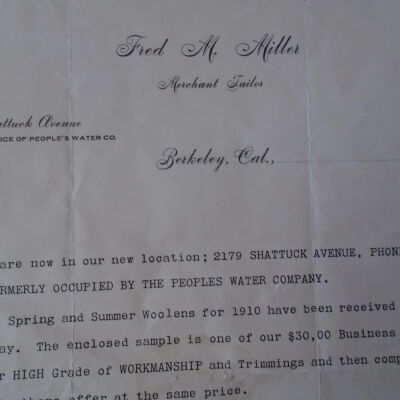 Fred M. Miller
Merchant Tailor
attuck Avenue
ICE OF PEOPLE'S WATER CO.
Berkeley, Cal.,
are now in our new location; 2179 SHATTUCK AVENUE, PHON
RMERLY OCCUPIED BY THE PEOPLES WATER COMPANY.
Spring and Summer Woolens for 1910 have been received
ay. The enclosed sample is one of our $30,00 Business
r HIGH Grade of WORKMANSHIP and Trimmings and then comp
offer at the same price.